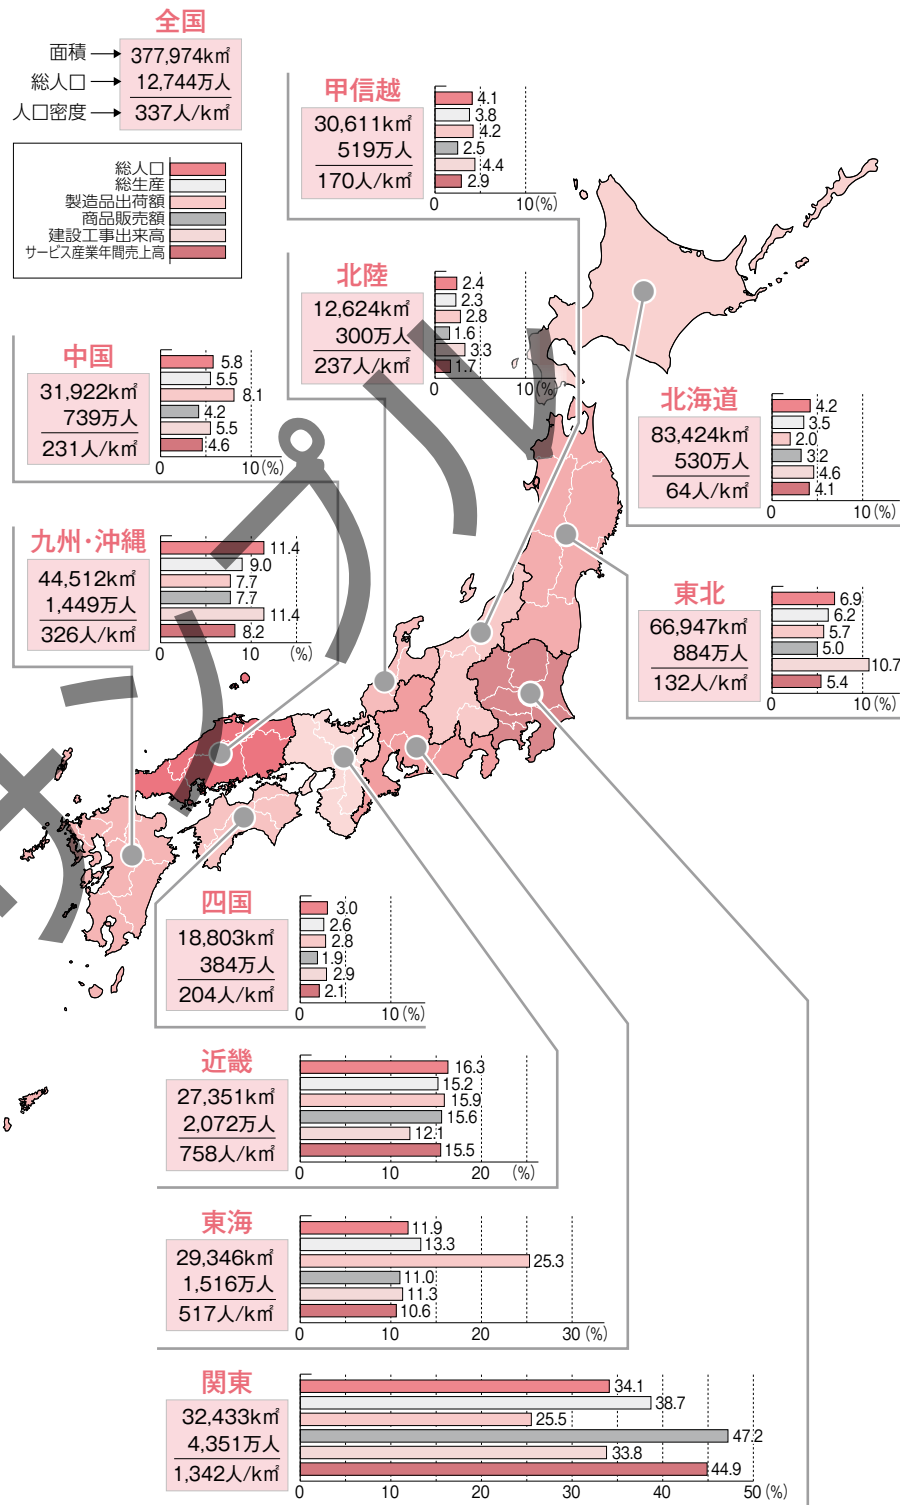 全国
面積
377,974km²
総人口
12,744万人
人口密度
337人/km²
総人口
総生産
製造品出荷額
商品販売額
建設工事出来高
サービス産業年間売上高
甲信越
30,611km²
519万人
170人/km²
4.1
3.8
4.2
2.5
4.4
2.9
0 10(%)
北陸
12,624km²
300万人
237人/km²
2.4
2.3
2.8
1.6
3.3
1.7
0 10(%)
中国
31,922km²
739万人
231人/km²
5.8
5.5
8.1
4.2
5.5
4.6
0 10(%)
北海道
83,424km²
530万人
64人/km²
4.2
3.5
2.0
3.2
4.6
4.1
0 10(%)
九州・沖縄
44,512km²
1,449万人
326人/km²
11.4
9.0
7.7
7.7
11.4
8.2
0 10 (%)
東北
66,947km²
884万人
132人/km²
6.9
6.2
5.7
5.0
10.7
5.4
0 10(%)
四国
18,803km²
384万人
204人/km²
3.0
2.6
2.8
1.9
2.9
2.1
0 10(%)
近畿
27,351km²
2,072万人
758人/km²
16.3
15.2
15.9
15.6
12.1
15.5
0 10 20 (%)
東海
29,346km²
1,516万人
517人/km²
11.9
13.3
25.3
11.0
11.3
10.6
0 10 20 30(%)
関東
32,433km²
4,351万人
1,342人/km²
34.1
38.7
25.5
47.2
33.8
44.9
0 10 20 30 40 50(%)